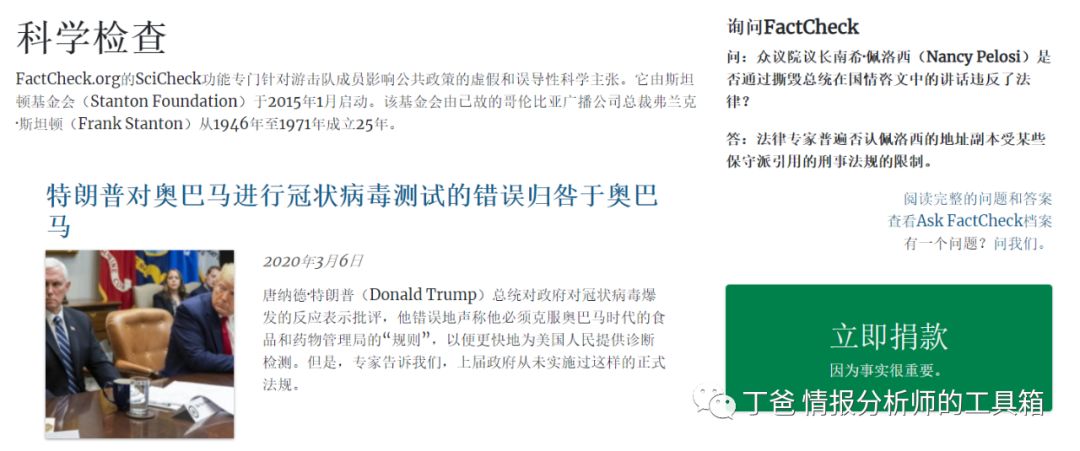 科学检查
FactCheck.org的SciCheck功能专门针对游击队成员影响公共政策的虚假和误导性科学主张。它由斯坦
顿基金会（Stanton Foundation）于2015年1月启动。该基金会由已故的哥伦比亚广播公司总裁弗兰克
·斯坦顿（Frank Stanton）从1946年至1971年成立25年。
特朗普对奥巴马进行冠状病毒测试的错误归咎于奥巴
马
2020年3月6日
唐纳德·特朗普（Donald Trump）总统对政府对冠状病毒爆
发的反应表示批评，他错误地声称他必须克服奥巴马时代的食
品和药物管理局的“规则”，以便更快地为美国人民提供诊断
检测。但是，专家告诉我们，上届政府从未实施过这样的正式
法规。
询问FactCheck
问：众议院议长南希·佩洛西（Nancy Pelosi）是
否通过撕毁总统在国情咨文中的讲话违反了法
律？
答：法律专家普遍否认佩洛西的地址副本受某些
保守派引用的刑事法规的限制。
阅读完整的问题和答案
查看Ask FactCheck档案
有一个问题？问我们。
立即捐款
因为事实很重要。
丁爸 情报分析师的工具箱